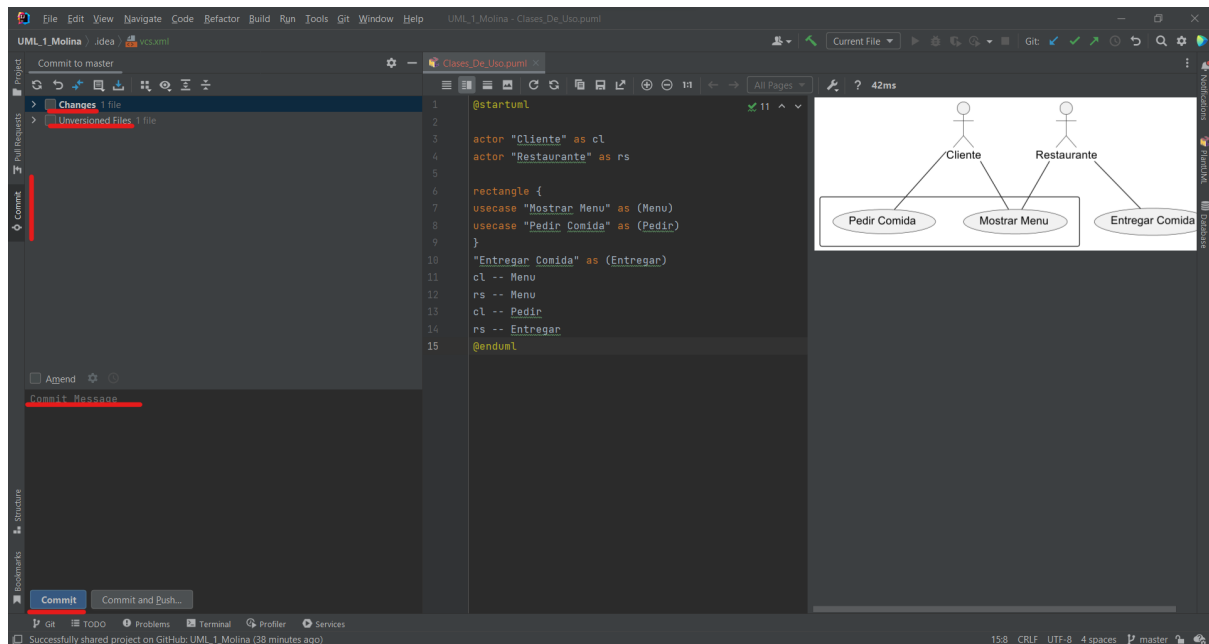 File Edit View Navigate Code Refactor Build Run Tools Git Window Help UML_1_Molina - Clases_De_Uso.puml
UML_1_Molina .idea vcs.xml Current File Git:
Project
Pull Requests
Commit
Structure
Bookmarks
Commit to master
Changes 1 file
Unversioned Files 1 file
Amend
Commit Message
Commit Commit and Push...
Clases_De_Uso.puml
1:1 All Pages ? 42ms
1 @startuml 11
2
3 actor "Cliente" as cl
4 actor "Restaurante" as rs
5
6 rectangle {
7 usecase "Mostrar Menu" as (Menu)
8 usecase "Pedir Comida" as (Pedir)
9 }
10 "Entregar Comida" as (Entregar)
11 cl -- Menu
12 rs -- Menu
13 cl -- Pedir
14 rs -- Entregar
15 @enduml
Cliente Restaurante
Pedir Comida Mostrar Menu Entregar Comida
Notifications
PlantUML
Database
Git TODO Problems Terminal Profiler Services
Successfully shared project on GitHub: UML_1_Molina (38 minutes ago) 15:8 CRLF UTF-8 4 spaces master